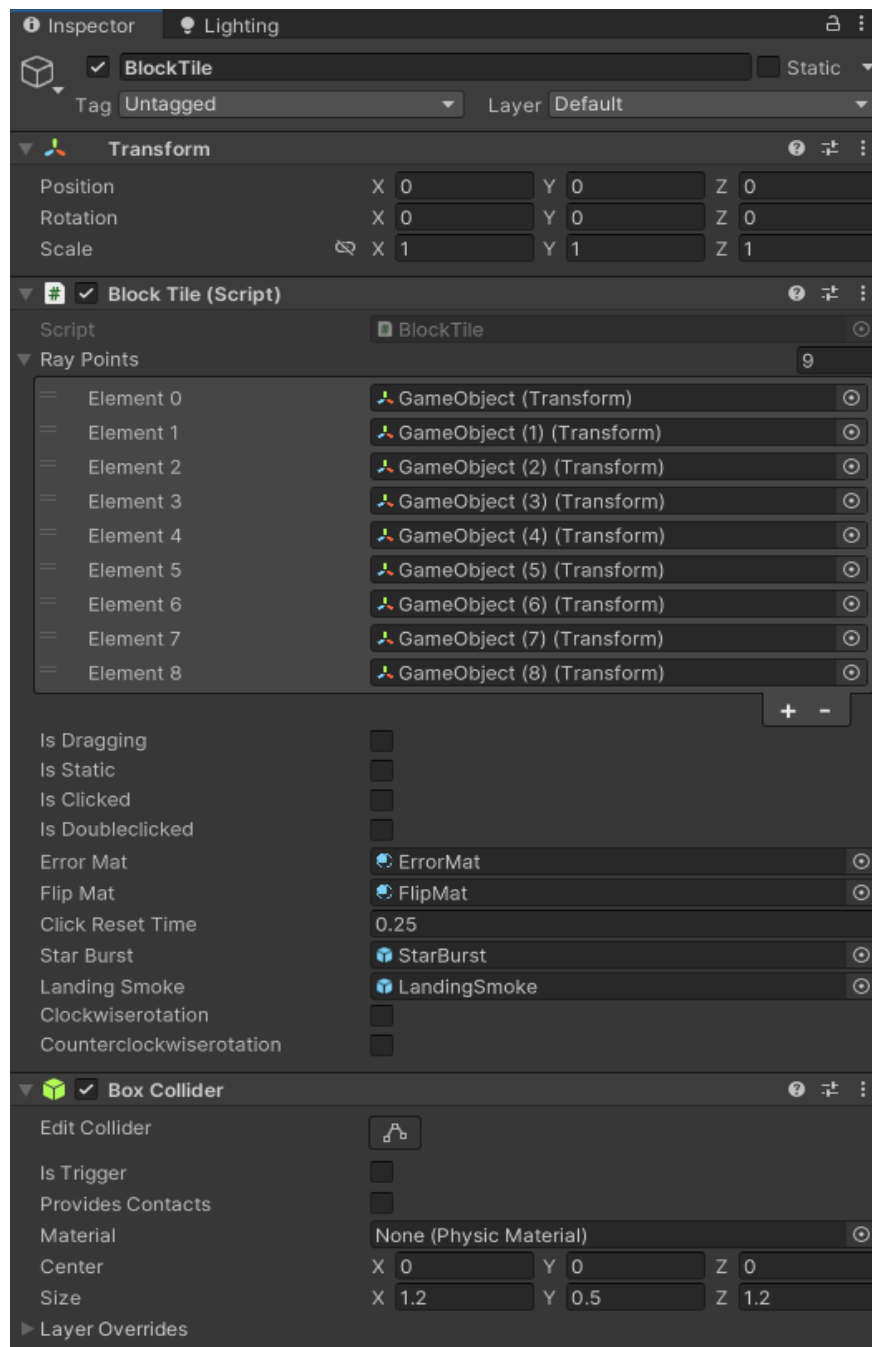 Inspector Lighting
BlockTile Static
Tag Untagged Layer Default
Transform
Position X 0 Y 0 Z 0
Rotation X 0 Y 0 Z 0
Scale X 1 Y 1 Z 1
# Block Tile (Script)
Script # BlockTile
Ray Points 9
Element 0 GameObject (Transform)
Element 1 GameObject (1) (Transform)
Element 2 GameObject (2) (Transform)
Element 3 GameObject (3) (Transform)
Element 4 GameObject (4) (Transform)
Element 5 GameObject (5) (Transform)
Element 6 GameObject (6) (Transform)
Element 7 GameObject (7) (Transform)
Element 8 GameObject (8) (Transform)
+ -
Is Dragging
Is Static
Is Clicked
Is Doubleclicked
Error Mat ErrorMat
Flip Mat FlipMat
Click Reset Time 0.25
Star Burst StarBurst
Landing Smoke LandingSmoke
Clockwiserotation
Counterclockwiserotation
Box Collider
Edit Collider
Is Trigger
Provides Contacts
Material None (Physic Material)
Center X 0 Y 0 Z 0
Size X 1.2 Y 0.5 Z 1.2
Layer Overrides